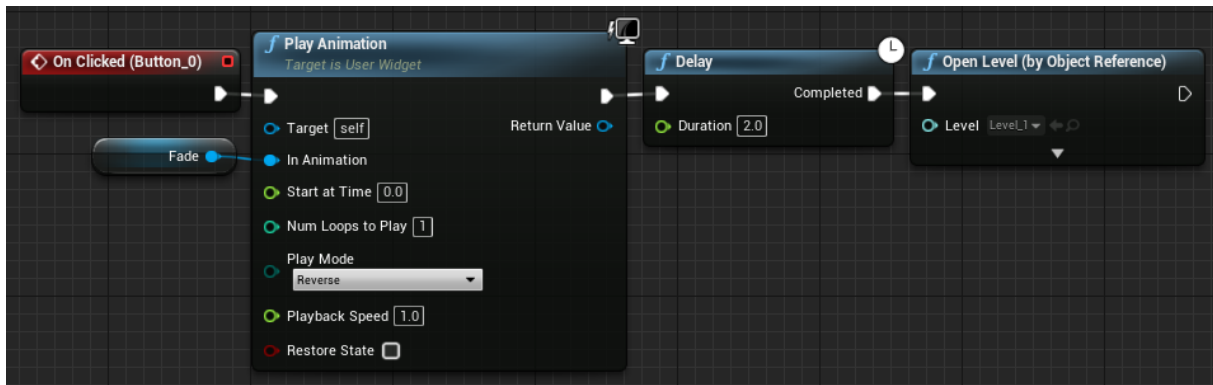 On Clicked (Button_0)
Fade
f Play Animation
Target is User Widget
Target self
Return Value
In Animation
Start at Time 0.0
Num Loops to Play 1
Play Mode
Reverse
Playback Speed 1.0
Restore State
f Delay
Completed
Duration 2.0
f Open Level (by Object Reference)
Level Level_1